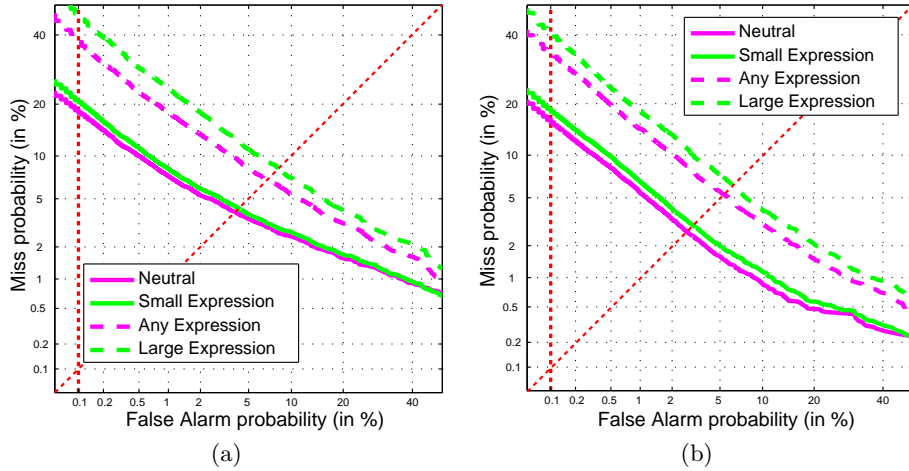 40
20
10
5
2
1
0.5
0.2
0.1
Miss probability (in %)
Neutral
Small Expression
Any Expression
Large Expression
0.1 0.2 0.5 1 2 5 10 20 40
False Alarm probability (in %)
(a)
40
20
10
5
2
1
0.5
0.2
0.1
Miss probability (in %)
Neutral
Small Expression
Any Expression
Large Expression
0.1 0.2 0.5 1 2 5 10 20 40
False Alarm probability (in %)
(b)